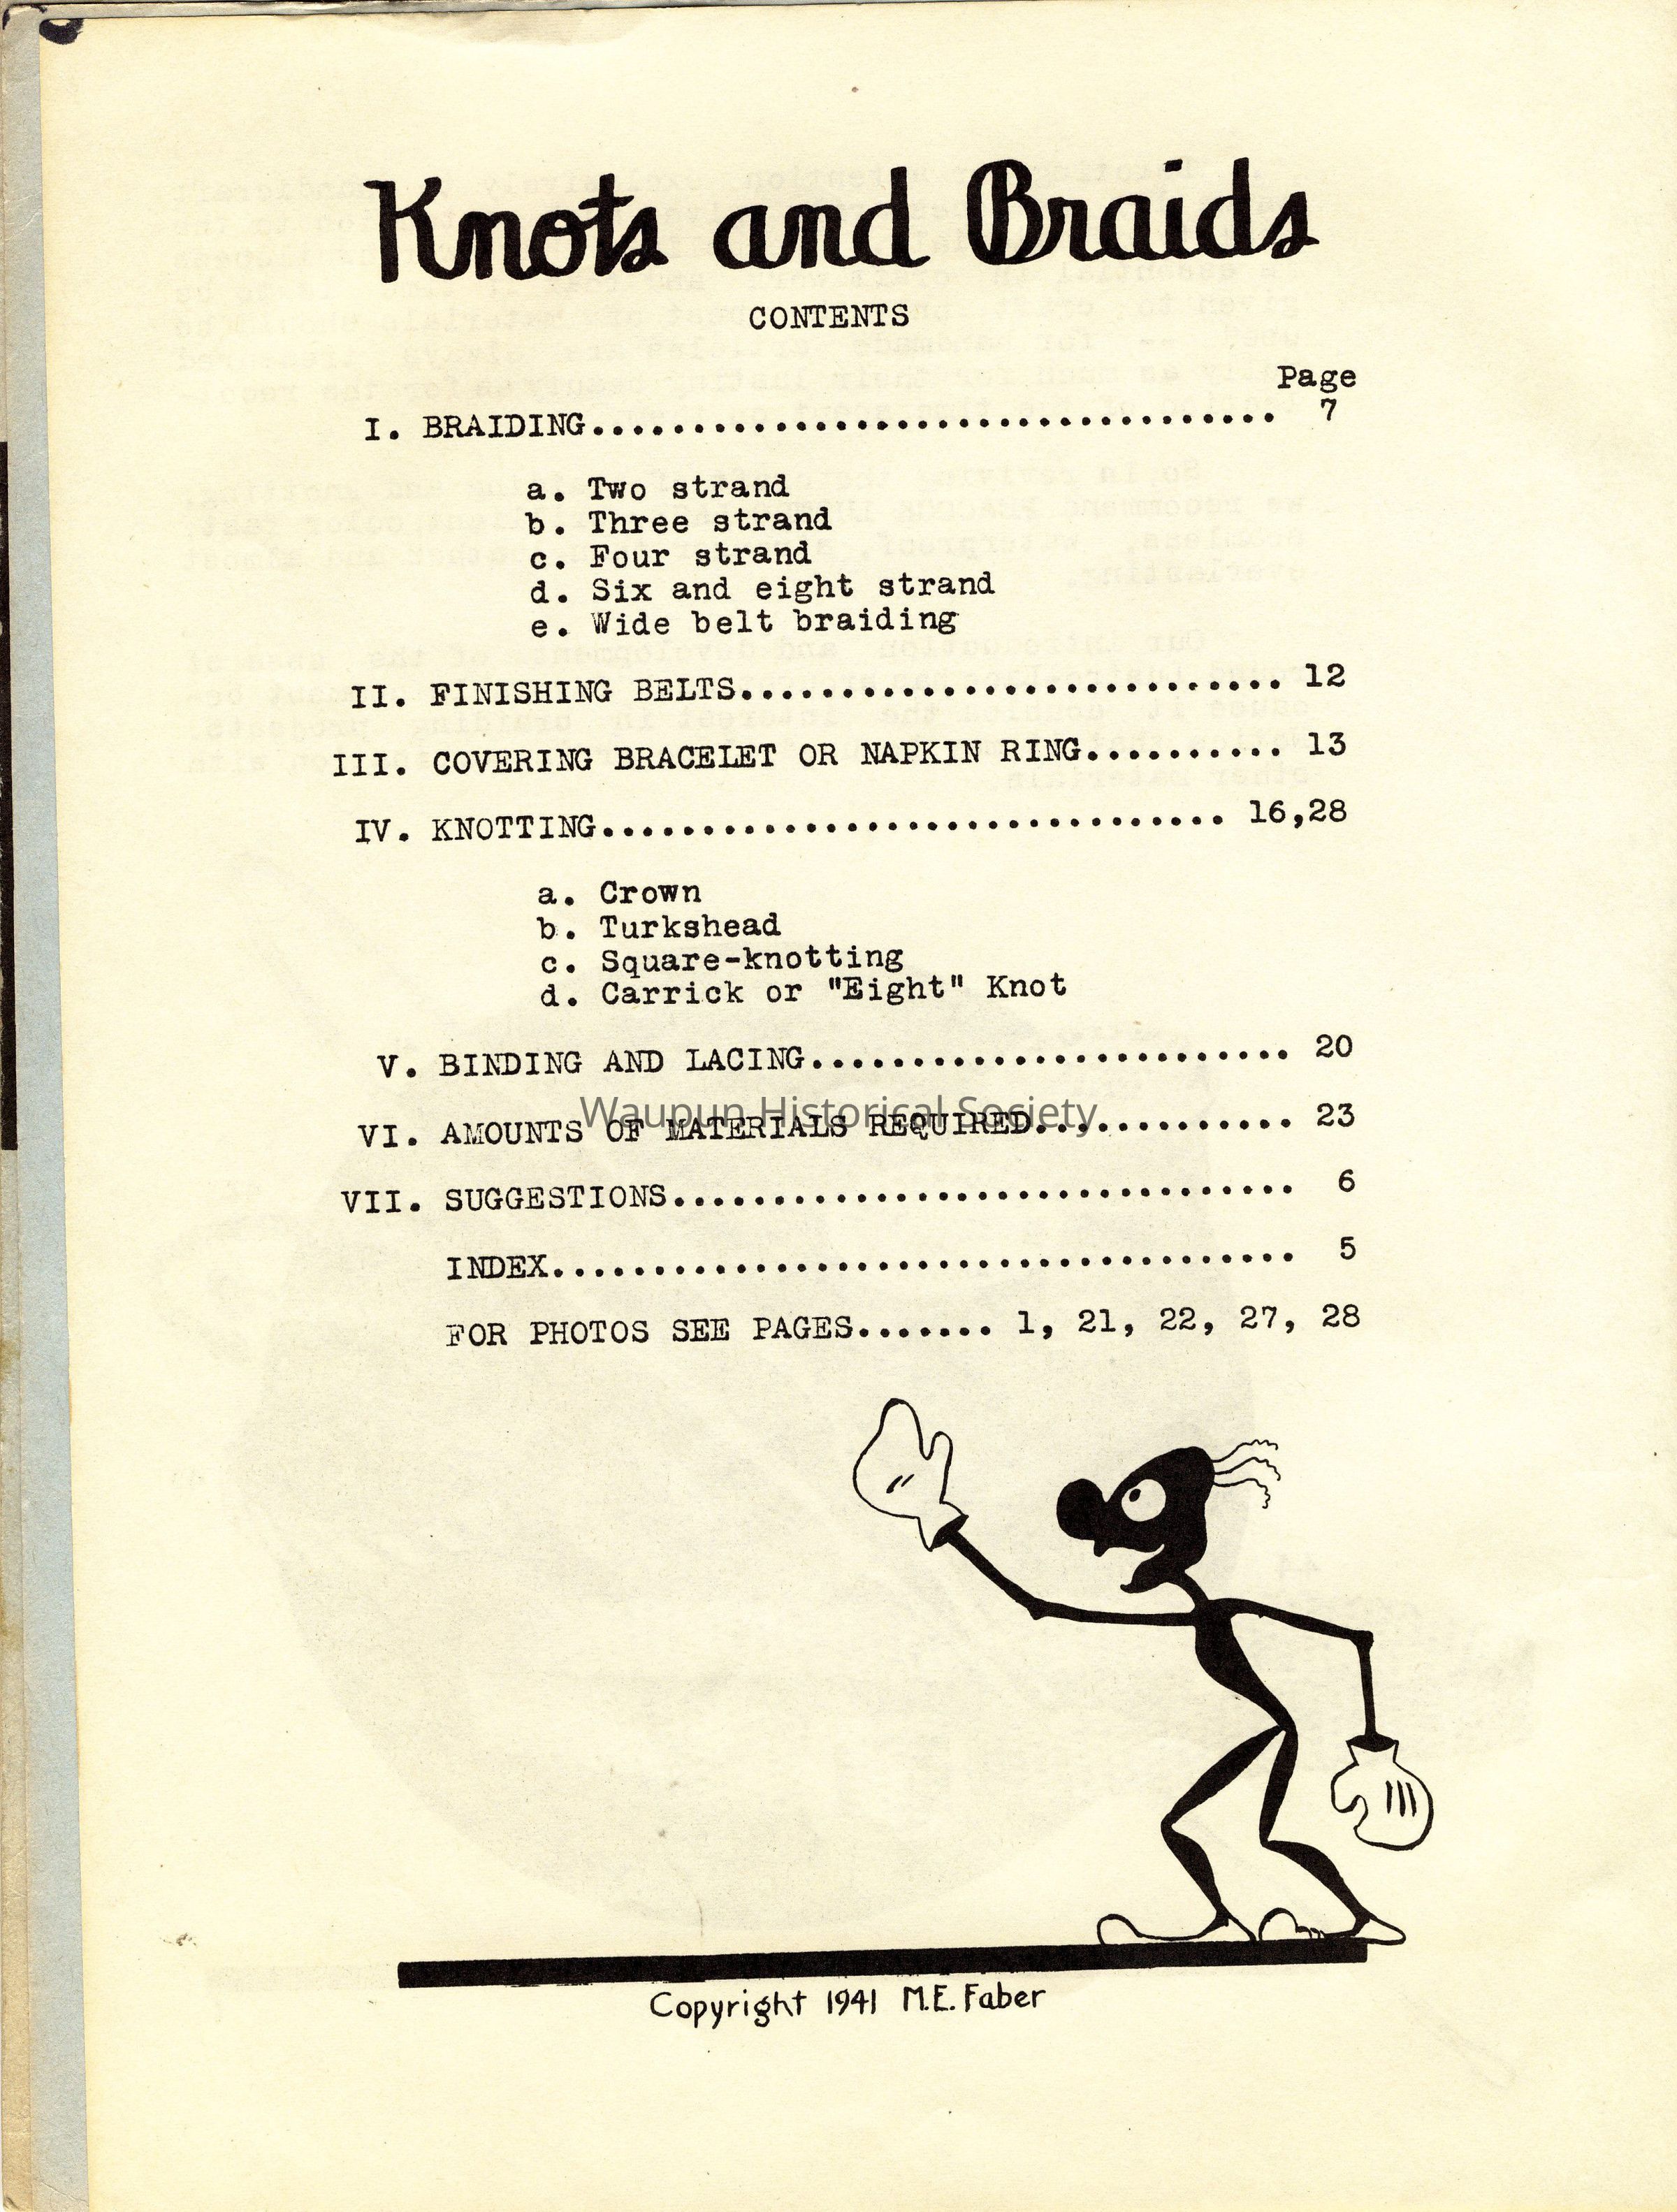 Knots and Braids
CONTENTS
Page
I. BRAIDING.................................. 7
a. Two strand
b. Three strand
c. Four strand
d. Six and eight strand
e. Wide belt braiding
II. FINISHING BELTS........................... 12
III. COVERING BRACELET OR NAPKIN RING.......... 13
IV. KNOTTING............................... 16,28
a. Crown
b. Turkshead
c. Square-knotting
d. Carrick or "Eight" Knot
V. BINDING AND LACING........................ 20
Waupun Historical Society
VI. AMOUNTS OF MATERIALS REQUIRED............. 23
VII. SUGGESTIONS............................... 6
INDEX..................................... 5
FOR PHOTOS SEE PAGES....... 1, 21, 22, 27, 28
Copyright 1941 M.E. Faber